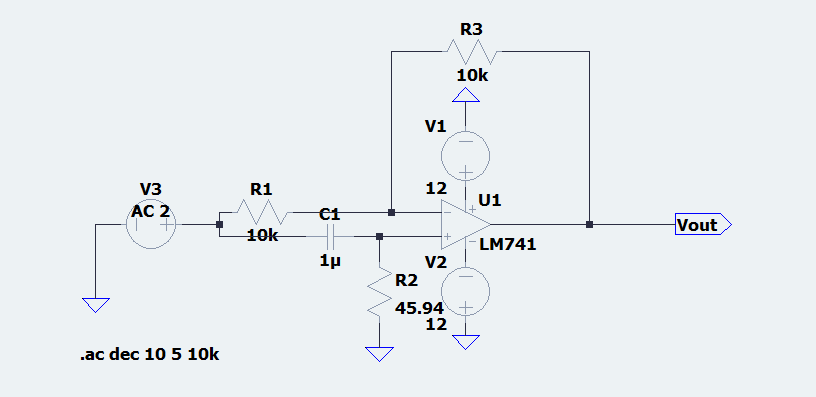 R3
10k
V1
12
V3
AC 2
R1
10k
C1
1µ
U1
LM741
Vout
V2
12
R2
45.94
.ac dec 10 5 10k